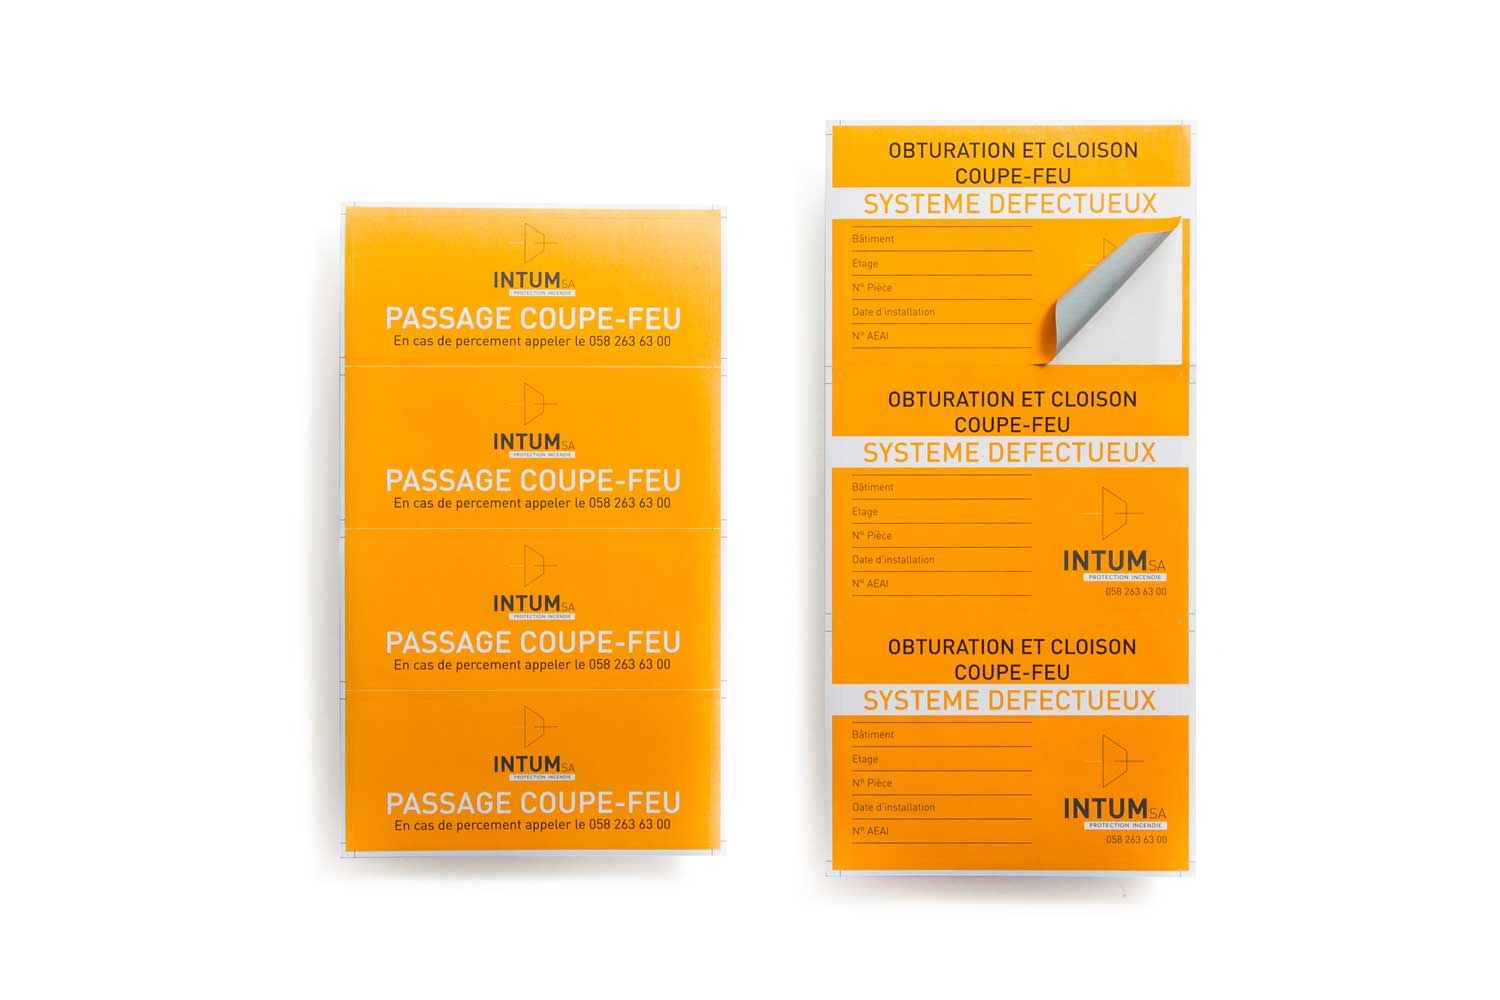 INTUM SA
PROTECTION INCENDIE
PASSAGE COUPE-FEU
En cas de percement appeler le 058 263 63 00
INTUM SA
PROTECTION INCENDIE
PASSAGE COUPE-FEU
En cas de percement appeler le 058 263 63 00
INTUM SA
PROTECTION INCENDIE
PASSAGE COUPE-FEU
En cas de percement appeler le 058 263 63 00
INTUM SA
PROTECTION INCENDIE
PASSAGE COUPE-FEU
En cas de percement appeler le 058 263 63 00
OBTURATION ET CLOISON
COUPE-FEU
SYSTEME DEFECTUEUX
Bâtiment
Etage
N° Pièce
Date d'installation
N° AEAI
OBTURATION ET CLOISON
COUPE-FEU
SYSTEME DEFECTUEUX
Bâtiment
Etage
N° Pièce
Date d'installation
N° AEAI
INTUM SA
PROTECTION INCENDIE
058 263 63 00
OBTURATION ET CLOISON
COUPE-FEU
SYSTEME DEFECTUEUX
Bâtiment
Etage
N° Pièce
Date d'installation
N° AEAI
INTUM SA
PROTECTION INCENDIE
058 263 63 00